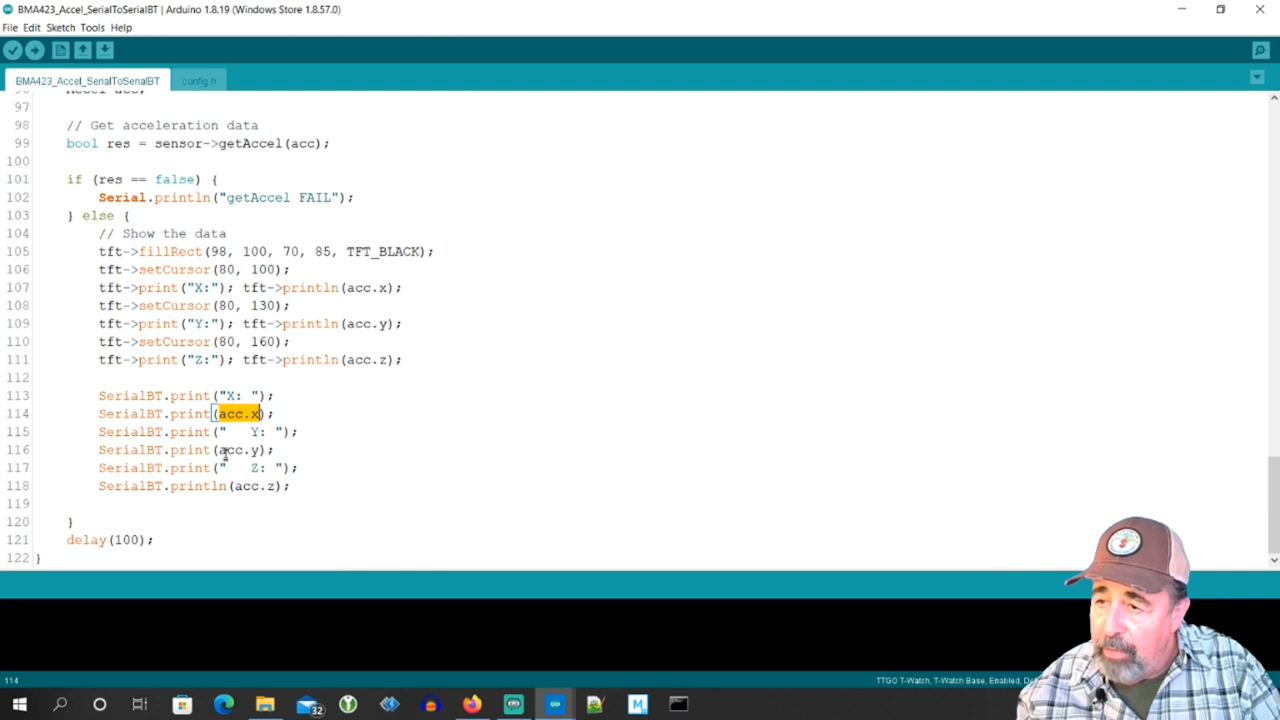 BMA423_Accel_SerialToSerialBT | Arduino 1.8.19 (Windows Store 1.8.57.0)
File Edit Sketch Tools Help
BMA423_Accel_SerialToSerialBT config.h
96 Accel acc;
97
98 // Get acceleration data
99 bool res = sensor->getAccel(acc);
100
101 if (res == false) {
102 Serial.println("getAccel FAIL");
103 } else {
104 // Show the data
105 tft->fillRect(98, 100, 70, 85, TFT_BLACK);
106 tft->setCursor(80, 100);
107 tft->print("X:"); tft->println(acc.x);
108 tft->setCursor(80, 130);
109 tft->print("Y:"); tft->println(acc.y);
110 tft->setCursor(80, 160);
111 tft->print("Z:"); tft->println(acc.z);
112
113 SerialBT.print("X: ");
114 SerialBT.print(acc.x);
115 SerialBT.print("   Y: ");
116 SerialBT.print(acc.y);
117 SerialBT.print("   Z: ");
118 SerialBT.println(acc.z);
119
120 }
121 delay(100);
122 }
114 TTGO T-Watch, T-Watch Base, Enabled,
32 M